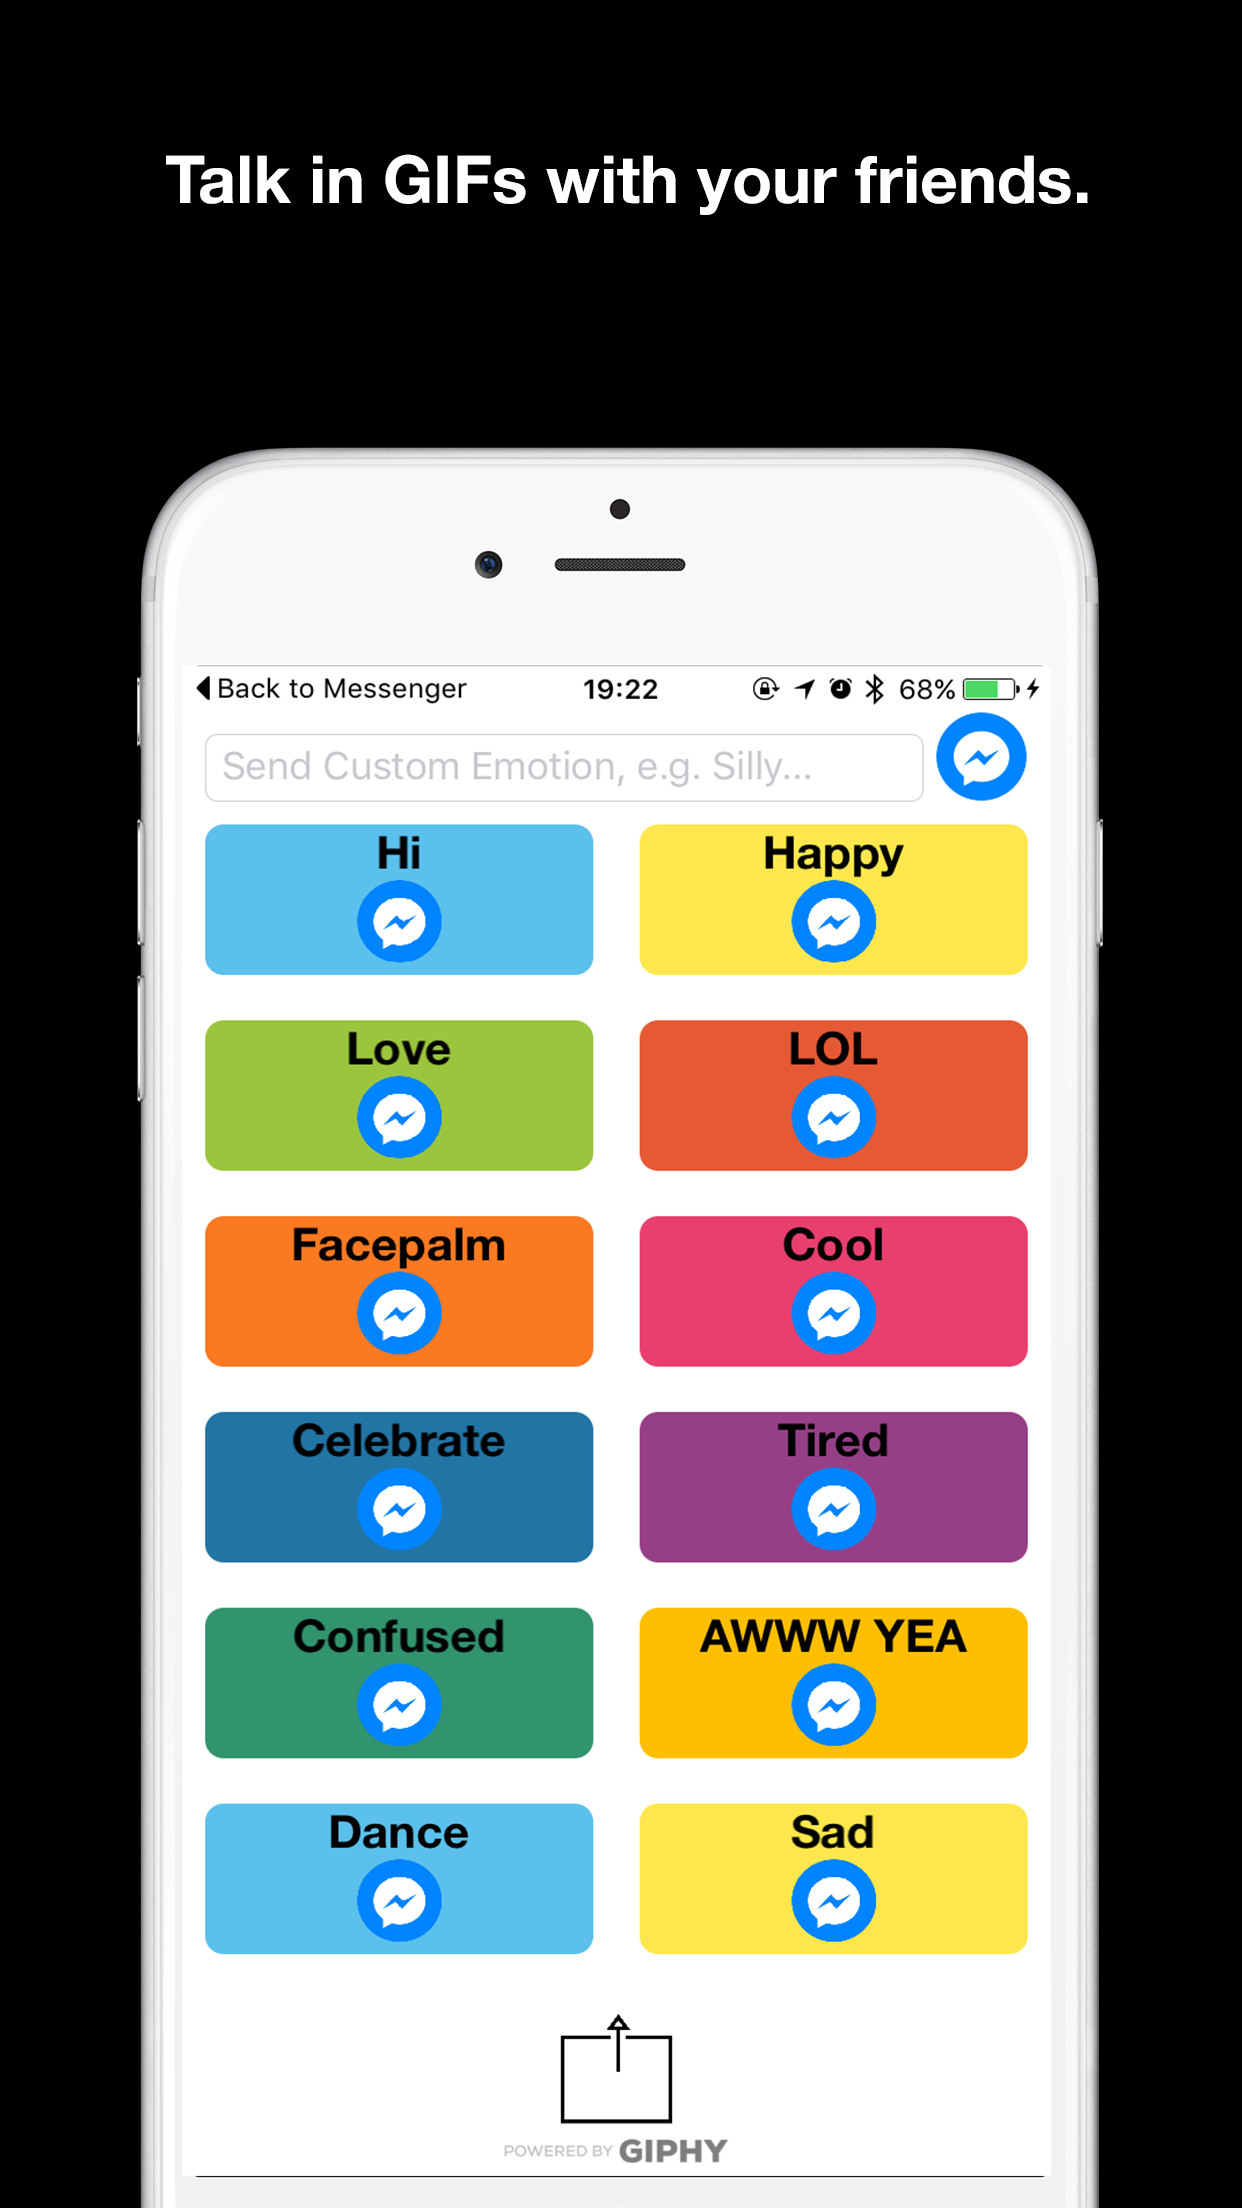 Talk in GIFs with your friends.
Back to Messenger 19:22 68%
Send Custom Emotion, e.g. Silly...
Hi Happy
Love LOL
Facepalm Cool
Celebrate Tired
Confused AWWW YEA
Dance Sad
POWERED BY GIPHY